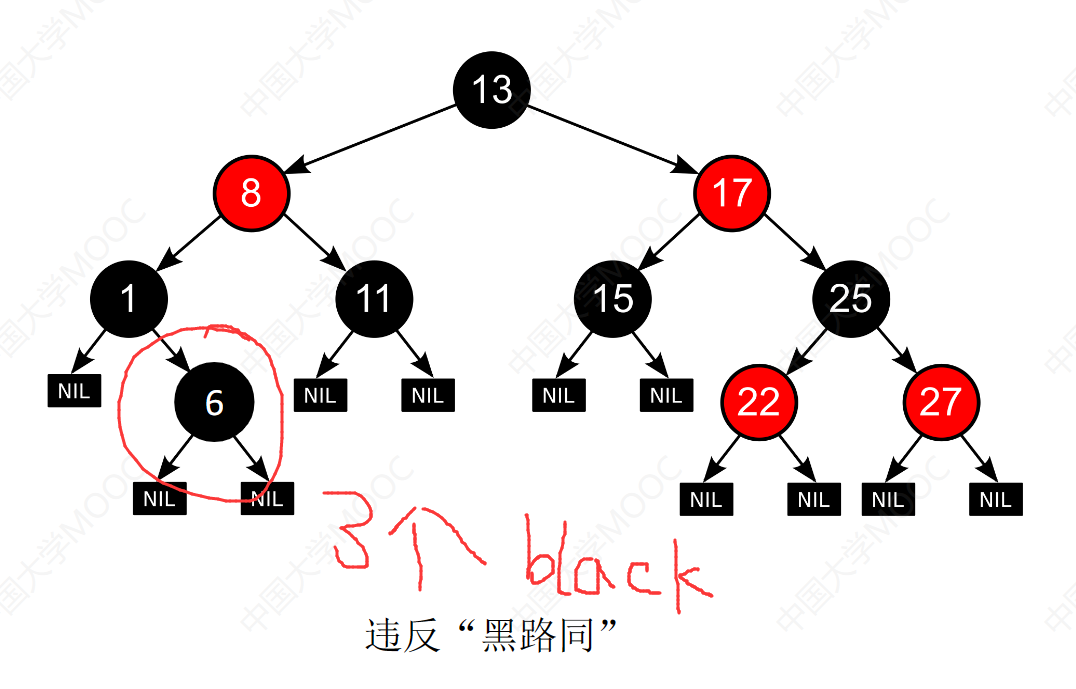 13
8 17
1 11 15 25
NIL 6 NIL NIL NIL NIL 22 27
NIL NIL NIL NIL NIL NIL
3个 black
违反“黑路同”
中国大学MOOC